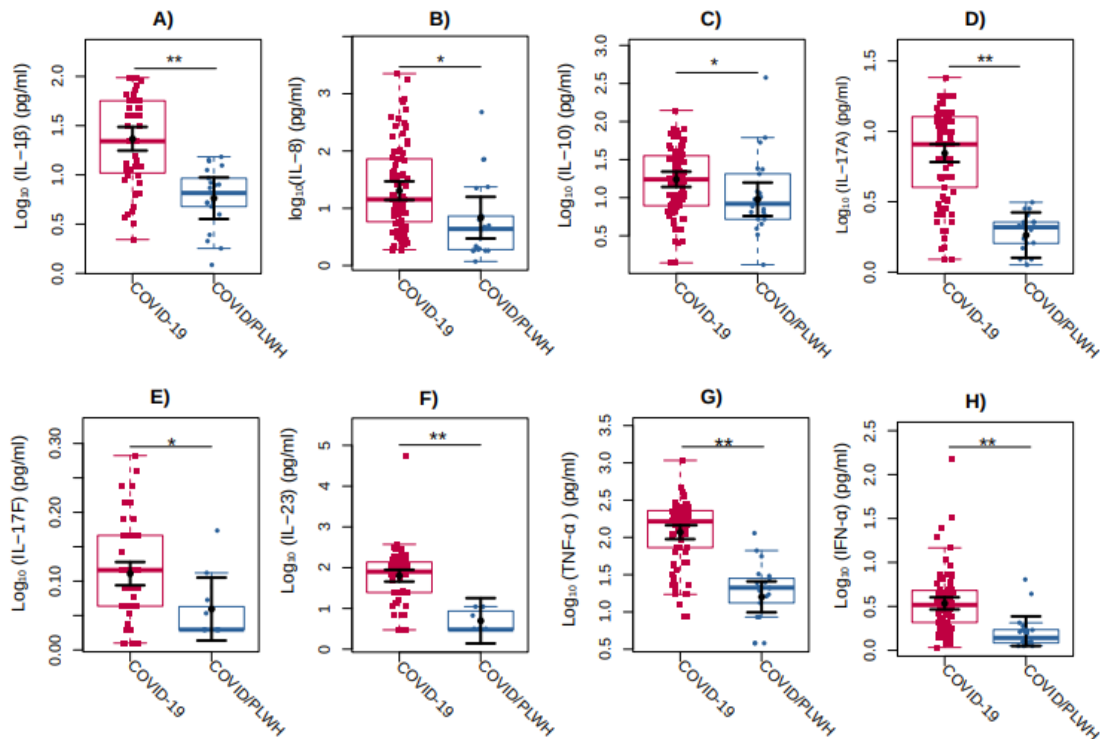 A)
B)
C)
D)
Log₁₀ (IL−1β) (pg/ml)
0.0 0.5 1.0 1.5 2.0
**
COVID-19
COVID/PLWH
log₁₀(IL−8) (pg/ml)
0 1 2 3
*
COVID-19
COVID/PLWH
Log₁₀ (IL−10) (pg/ml)
0.5 1.0 1.5 2.0 2.5 3.0
*
COVID-19
COVID/PLWH
Log₁₀ (IL−17A) (pg/ml)
0.0 0.5 1.0 1.5
**
COVID-19
COVID/PLWH
E)
F)
G)
H)
Log₁₀ (IL−17F) (pg/ml)
0.00 0.10 0.20 0.30
*
COVID-19
COVID/PLWH
Log₁₀ (IL−23) (pg/ml)
0 1 2 3 4 5
**
COVID-19
COVID/PLWH
Log₁₀ (TNF-α ) (pg/ml)
0.5 1.0 1.5 2.0 2.5 3.0 3.5
**
COVID-19
COVID/PLWH
Log₁₀ (IFN-α) (pg/ml)
0.0 0.5 1.0 1.5 2.0 2.5
**
COVID-19
COVID/PLWH